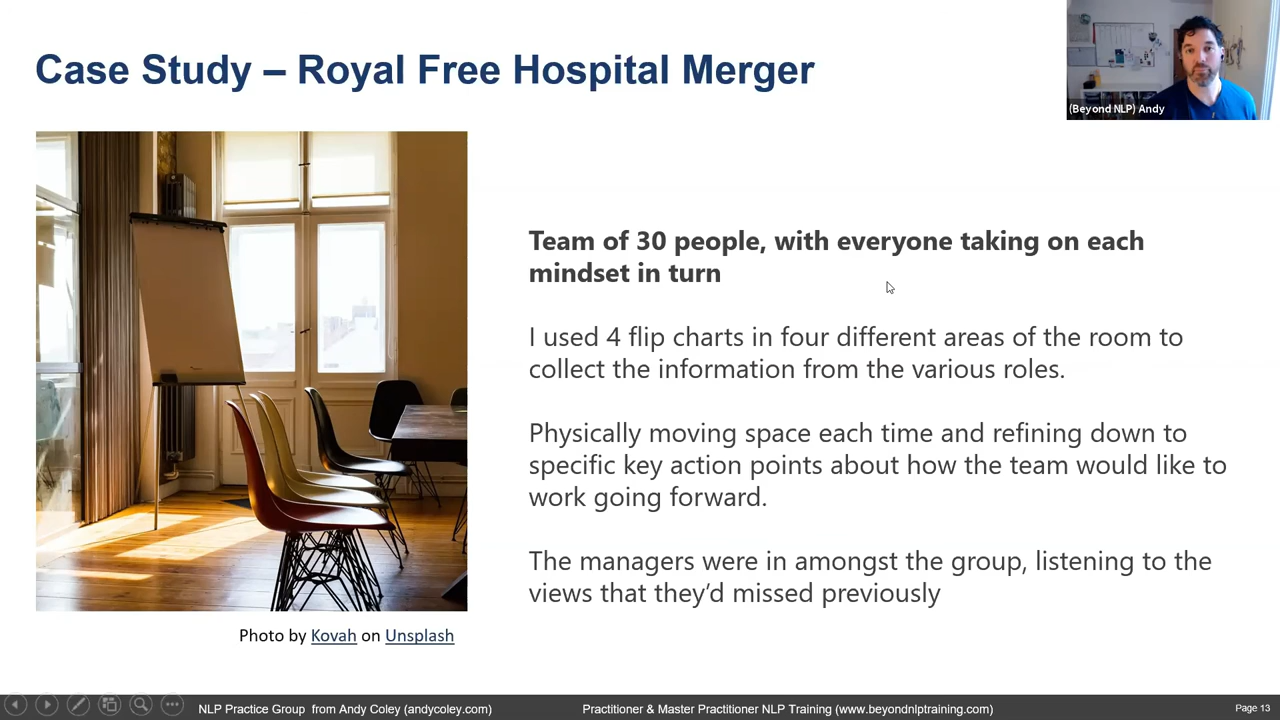 Case Study – Royal Free Hospital Merger
(Beyond NLP) Andy
Team of 30 people, with everyone taking on each
mindset in turn
I used 4 flip charts in four different areas of the room to
collect the information from the various roles.
Physically moving space each time and refining down to
specific key action points about how the team would like to
work going forward.
The managers were in amongst the group, listening to the
views that they’d missed previously
Photo by Kovah on Unsplash
NLP Practice Group from Andy Coley (andycoley.com)
Practitioner & Master Practitioner NLP Training (www.beyondnlptraining.com)
Page 13